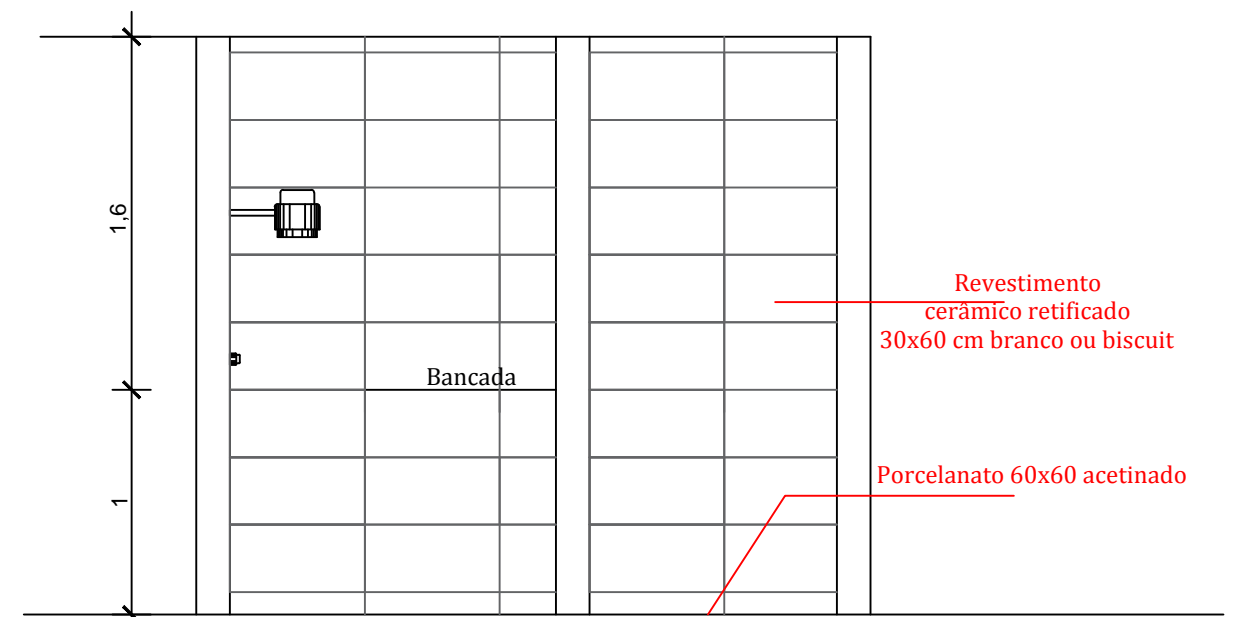 1,6
Revestimento
cerâmico retificado
30x60 cm branco ou biscuit
Bancada
Porcelanato 60x60 acetinado
1